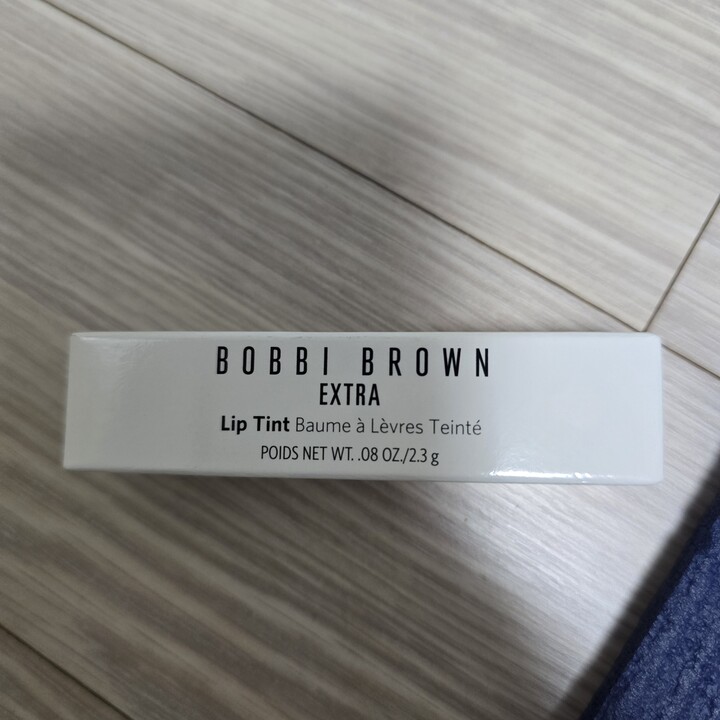 BOBBI BROWN
EXTRA
Lip Tint Baume à Lèvres Teinté
POIDS NET WT. .08 OZ./2.3 g